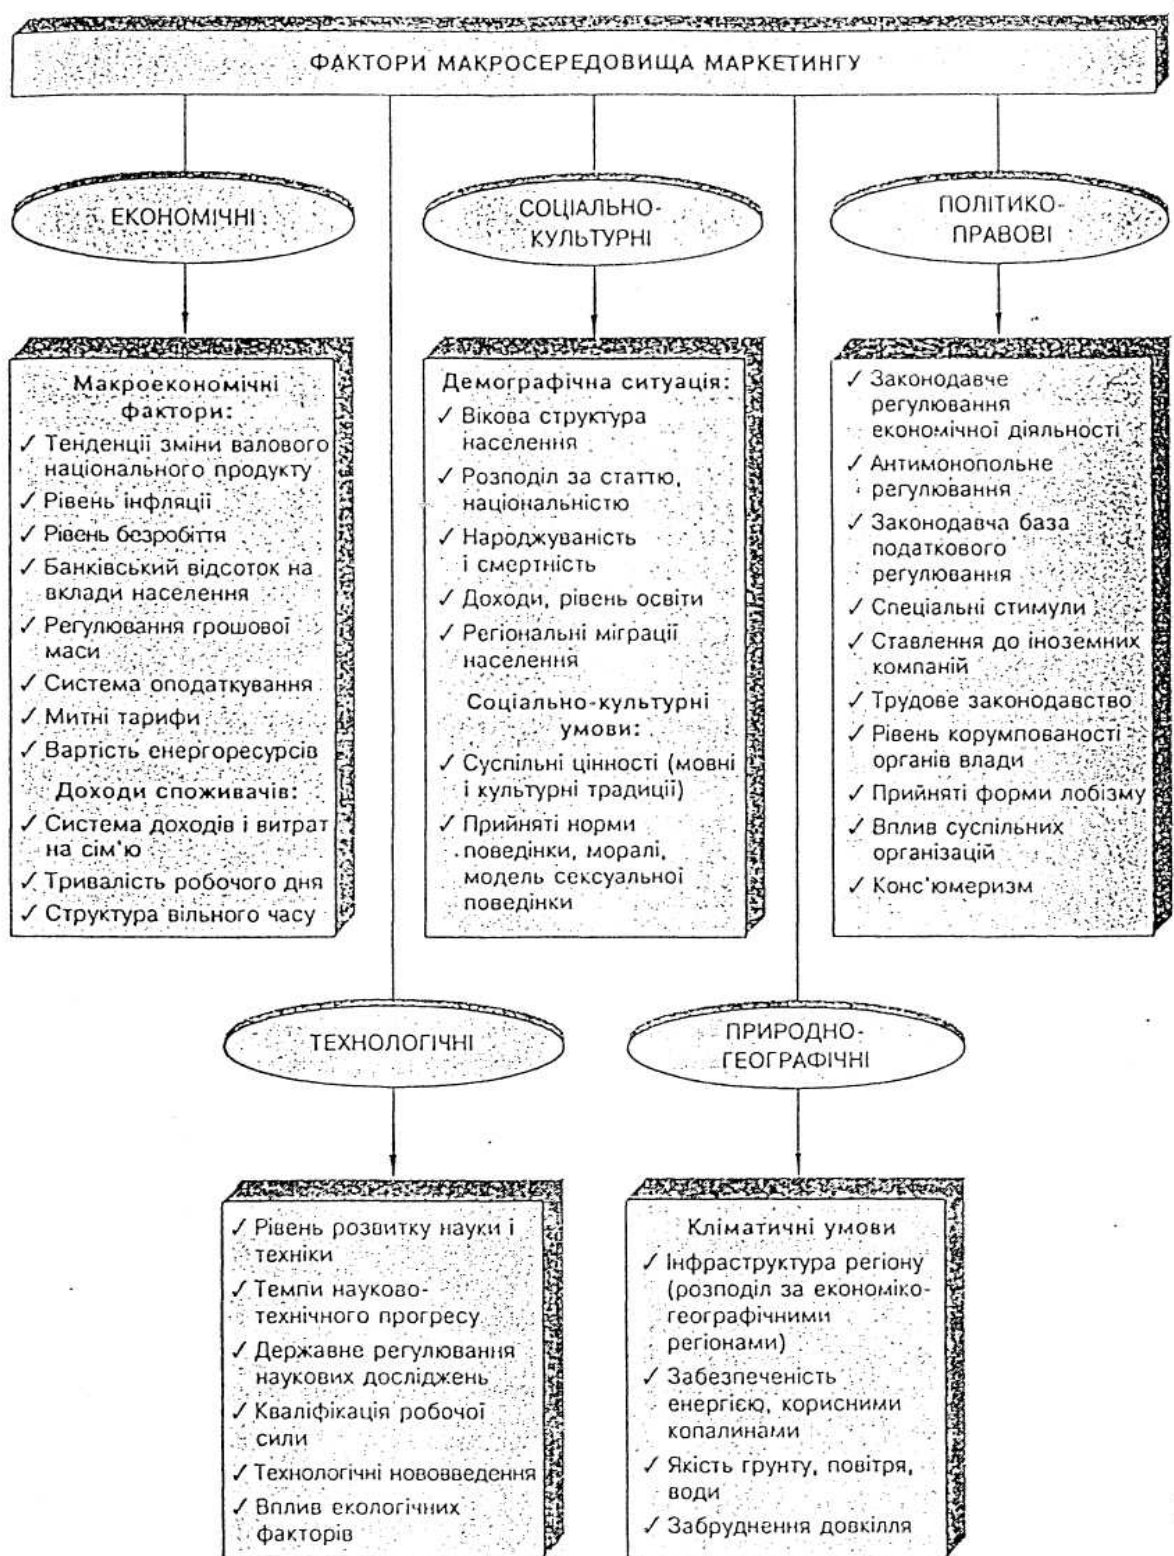 ФАКТОРИ МАКРОСЕРЕДОВИЩА МАРКЕТИНГУ
ЕКОНОМІЧНІ
СОЦІАЛЬНО-
КУЛЬТУРНІ
ПОЛІТИКО-
ПРАВОВІ
Макроекономічні
фактори:
✓ Тенденції зміни валового
національного продукту
✓ Рівень інфляції
✓ Рівень безробіття
✓ Банківський відсоток на
вклади населення
✓ Регулювання грошової
маси
✓ Система оподаткування
✓ Митні тарифи
✓ Вартість енергоресурсів
Доходи споживачів:
✓ Система доходів і витрат
на сім'ю
✓ Тривалість робочого дня
✓ Структура вільного часу
Демографічна ситуація:
✓ Вікова структура
населення
✓ Розподіл за статтю,
національністю
✓ Народжуваність
і смертність
✓ Доходи, рівень освіти
✓ Регіональні міграції
населення
Соціально-культурні
умови:
✓ Суспільні цінності (мовні
і культурні традиції)
✓ Прийняті норми
поведінки, моралі,
модель сексуальної
поведінки
✓ Законодавче
регулювання
економічної діяльності
✓ Антимонопольне
регулювання
✓ Законодавча база
податкового
регулювання
✓ Спеціальні стимули
✓ Ставлення до іноземних
компаній
✓ Трудове законодавство
✓ Рівень корумпованості
органів влади
✓ Прийняті форми лобізму
✓ Вплив суспільних
організацій
✓ Конс'юмеризм
ТЕХНОЛОГІЧНІ
ПРИРОДНО-
ГЕОГРАФІЧНІ
✓ Рівень розвитку науки і
техніки
✓ Темпи науково-
технічного прогресу
✓ Державне регулювання
наукових досліджень
✓ Кваліфікація робочої
сили
✓ Технологічні нововведення
✓ Вплив екологічних
факторів
Кліматичні умови
✓ Інфраструктура регіону
(розподіл за економіко-
географічними
регіонами)
✓ Забезпеченість
енергією, корисними
копалинами
✓ Якість грунту, повітря,
води
✓ Забруднення довкілля